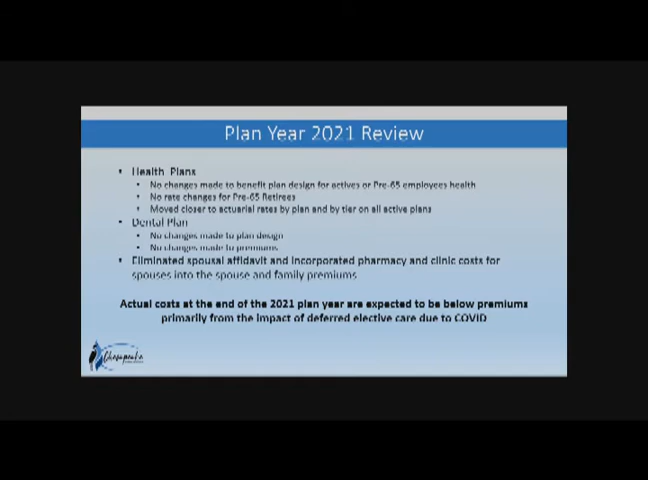 Plan Year 2021 Review
• Health Plans
• No changes made to benefit plan design for actives or Pre-65 employees health
• No rate changes for Pre-65 Retirees
• Moved closer to actuarial rates by plan and by tier on all active plans
• Dental Plan
• No changes made to plan design
• No changes made to premiums
• Eliminated spousal affidavit and incorporated pharmacy and clinic costs for
spouses into the spouse and family premiums
Actual costs at the end of the 2021 plan year are expected to be below premiums
primarily from the impact of deferred elective care due to COVID
Chesapeake